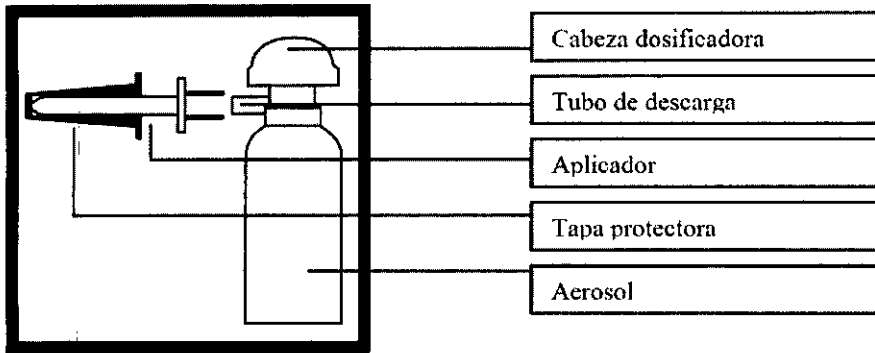 Cabeza dosificadora
Tubo de descarga
Aplicador
Tapa protectora
Aerosol